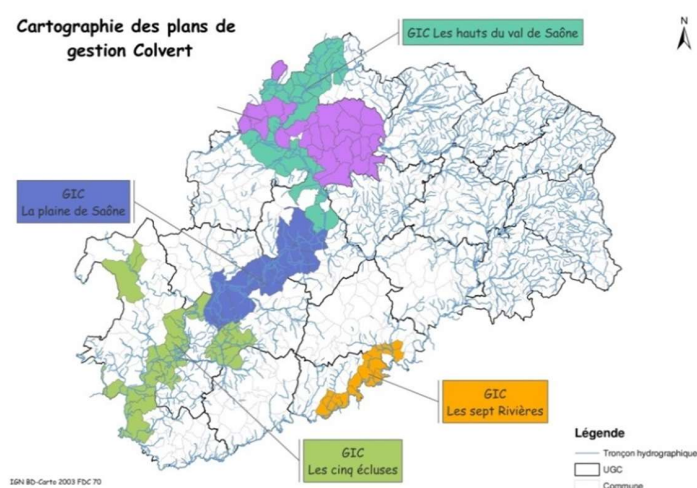 Cartographie des plans de
gestion Colvert
GIC Les hauts du val de Saône
N
GIC
La plaine de Saône
GIC
Les sept Rivières
GIC
Les cinq écluses
Légende
Tronçon hydrographique
UGC
Commune
IGN BD-Carto 2003 FDC 70